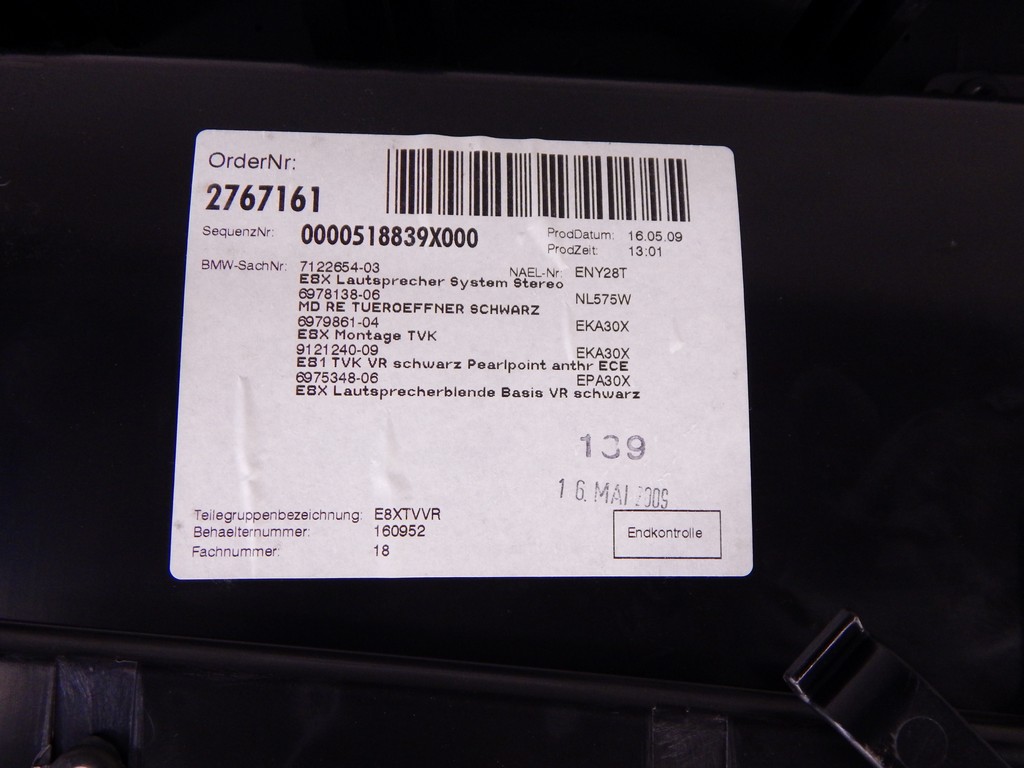 OrderNr:
2767161
SequenzNr: 0000518839X000
ProdDatum: 16.05.09
ProdZeit: 13:01
BMW-SachNr: 7122654-03 NAEL-Nr: ENY28T
E8X Lautsprecher System Stereo
6978138-06 NL575W
MD RE TUEROEFFNER SCHWARZ
6979861-04 EKA30X
E8X Montage TVK
9121240-09 EKA30X
E81 TVK VR schwarz Pearlpoint anthr ECE
6975348-06 EPA30X
E8X Lautsprecherblende Basis VR schwarz
139
16. MAI 2009
Teilegruppenbezeichnung: E8XTVVR
Behaelternummer: 160952
Fachnummer: 18
Endkontrolle